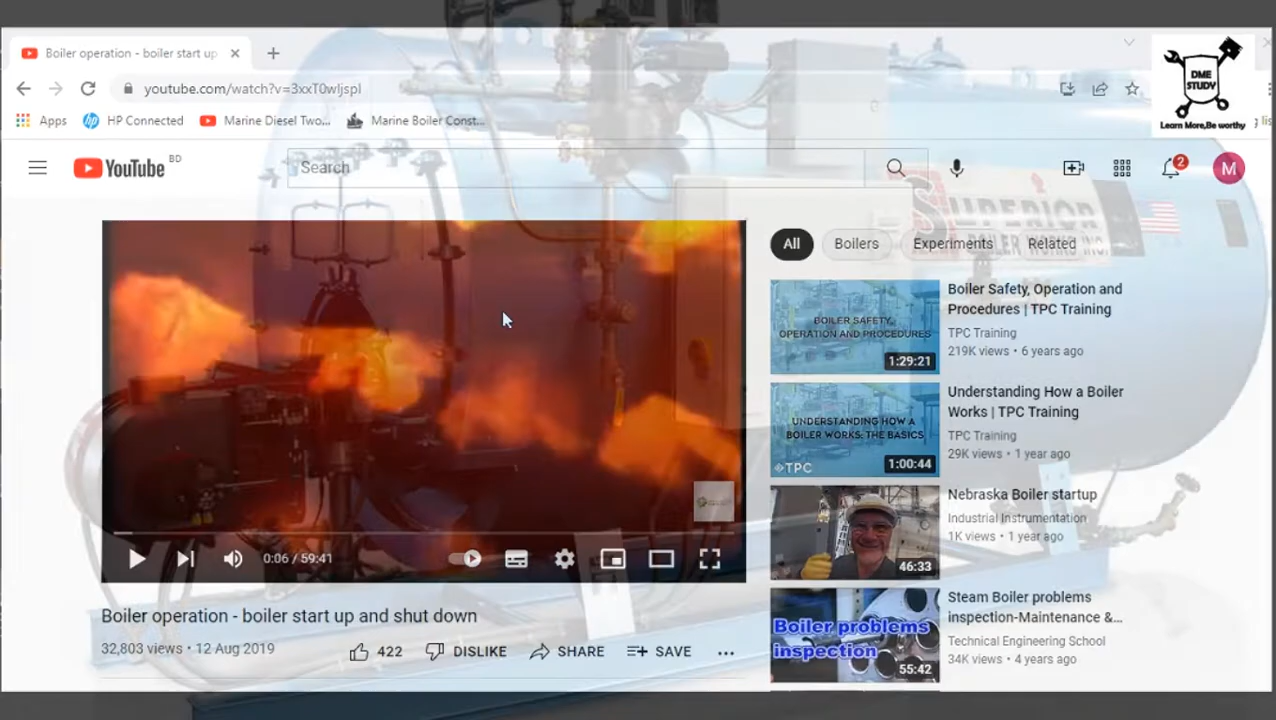 Boiler operation - boiler start up
youtube.com/watch?v=3xxT0wIjspI
DME
STUDY
Learn More,Be worthy
Apps
HP Connected
Marine Diesel Two...
Marine Boiler Const...
YouTube BD
Search
2
M
SUPERIOR
BOILER WORKS INC.
All
Boilers
Experiments
Related
0:06 / 59:41
Boiler operation - boiler start up and shut down
32,803 views • 12 Aug 2019
422
DISLIKE
SHARE
SAVE
BOILER SAFETY,
OPERATION AND PROCEDURES
1:29:21
Boiler Safety, Operation and
Procedures | TPC Training
TPC Training
219K views • 6 years ago
UNDERSTANDING HOW A
BOILER WORKS: THE BASICS
TPC
1:00:44
Understanding How a Boiler
Works | TPC Training
TPC Training
29K views • 1 year ago
46:33
Nebraska Boiler startup
Industrial Instrumentation
1K views • 1 year ago
Boiler problems
inspection
55:42
Steam Boiler problems
inspection-Maintenance &...
Technical Engineering School
34K views • 4 years ago